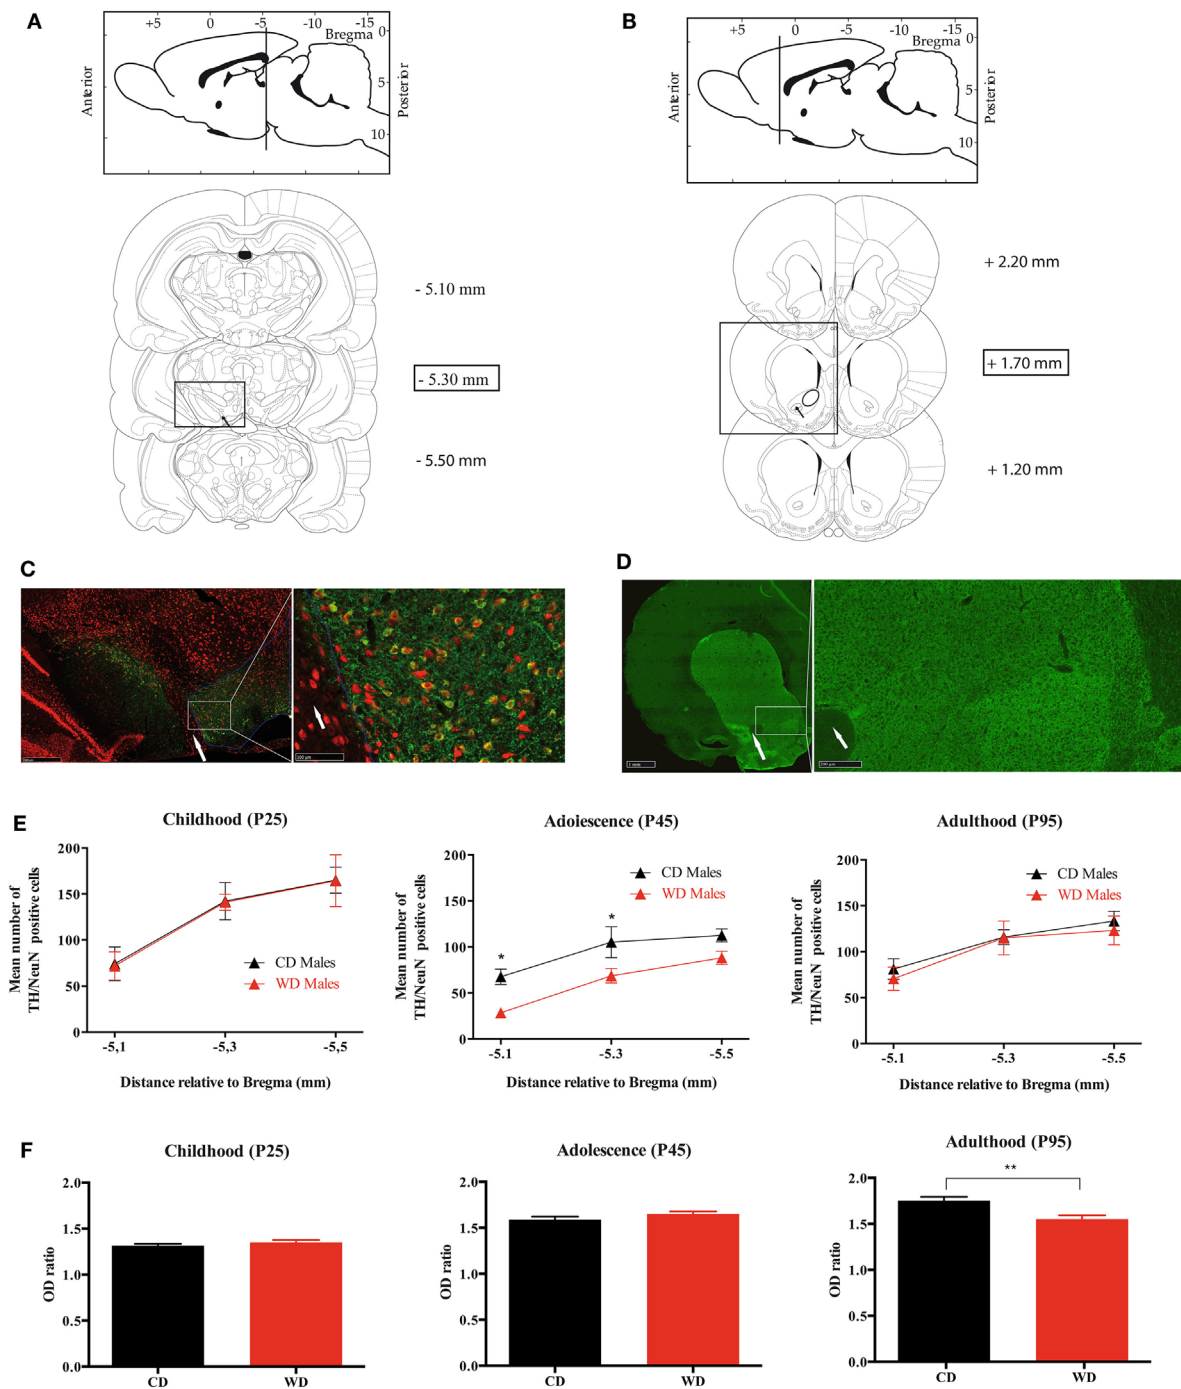 A
+5 0 -5 -10 -15
Bregma
0
5
10
Anterior
Posterior
- 5.10 mm
- 5.30 mm
- 5.50 mm
B
+5 0 -5 -10 -15
Bregma
0
5
10
Anterior
Posterior
+ 2.20 mm
+ 1.70 mm
+ 1.20 mm
C
100 µm
D
1 mm
200 µm
E
Childhood (P25)
Mean number of
TH/NeuN positive cells
200
150
100
50
0
CD Males
WD Males
-5,1 -5,3 -5,5
Distance relative to Bregma (mm)
Adoiescence (P45)
Mean number of
TH/NeuN positive cells
200
150
100
50
0
CD Males
WD Males
*
*
-5.1 -5.3 -5.5
Distance relative to Bregma (mm)
Adulthood (P95)
Mean number of
TH/NeuN positive cells
200
150
100
50
0
CD Males
WD Males
-5.1 -5.3 -5.5
Distance relative to Bregma (mm)
F
Childhood (P25)
OD ratio
2.0
1.5
1.0
0.5
0.0
CD WD
Adolescence (P45)
OD ratio
2.0
1.5
1.0
0.5
0.0
CD WD
Adulthood (P95)
**
OD ratio
2.0
1.5
1.0
0.5
0.0
CD WD